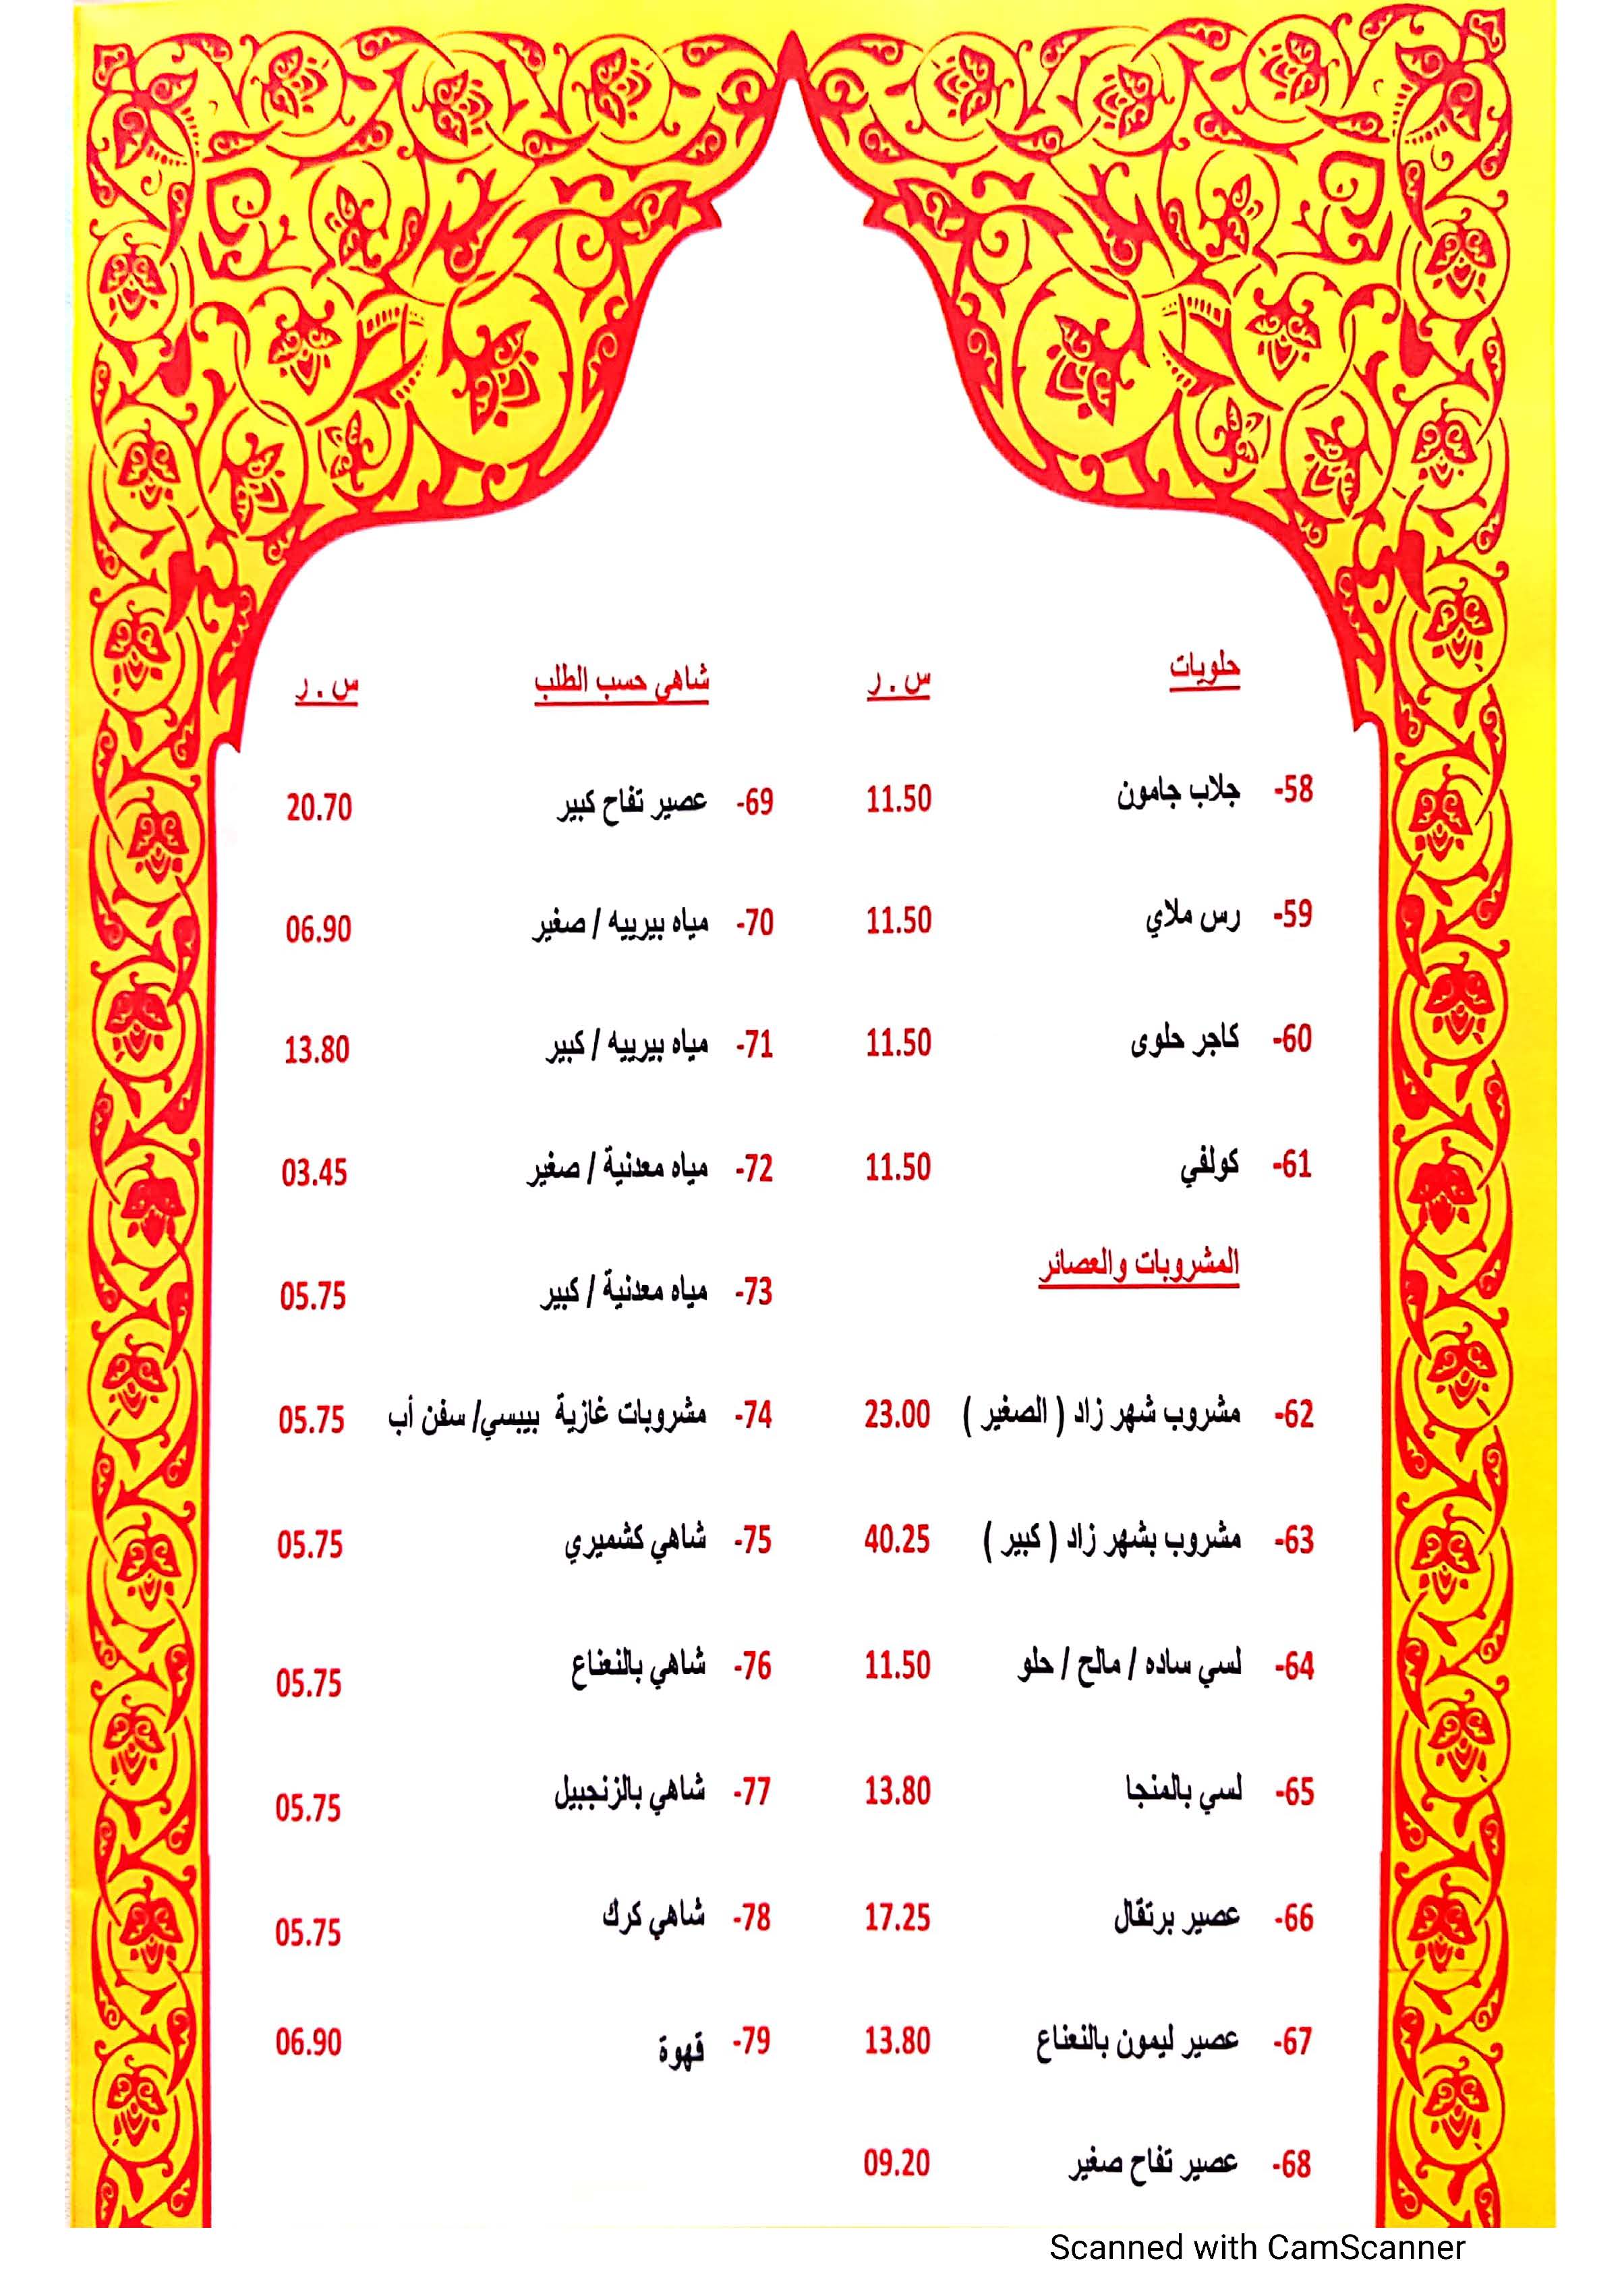 حلويات س . ر
58- جلاب جامون 11.50
59- رس ملاي 11.50
60- كاجر حلوى 11.50
61- كولفي 11.50
المشروبات والعصائر
62- مشروب شهر زاد ( الصغير ) 23.00
63- مشروب بشهر زاد ( كبير ) 40.25
64- لسي ساده / مالح / حلو 11.50
65- لسي بالمنجا 13.80
66- عصير برتقال 17.25
67- عصير ليمون بالنعناع 13.80
68- عصير تفاح صغير 09.20
شاهي حسب الطلب س . ر
69- عصير تفاح كبير 20.70
70- مياه بيرييه / صغير 06.90
71- مياه بيرييه / كبير 13.80
72- مياه معدنية / صغير 03.45
73- مياه معدنية / كبير 05.75
74- مشروبات غازية بيبسي/ سفن أب 05.75
75- شاهي كشميري 05.75
76- شاهي بالنعناع 05.75
77- شاهي بالزنجبيل 05.75
78- شاهي كرك 05.75
79- قهوة 06.90
Scanned with CamScanner